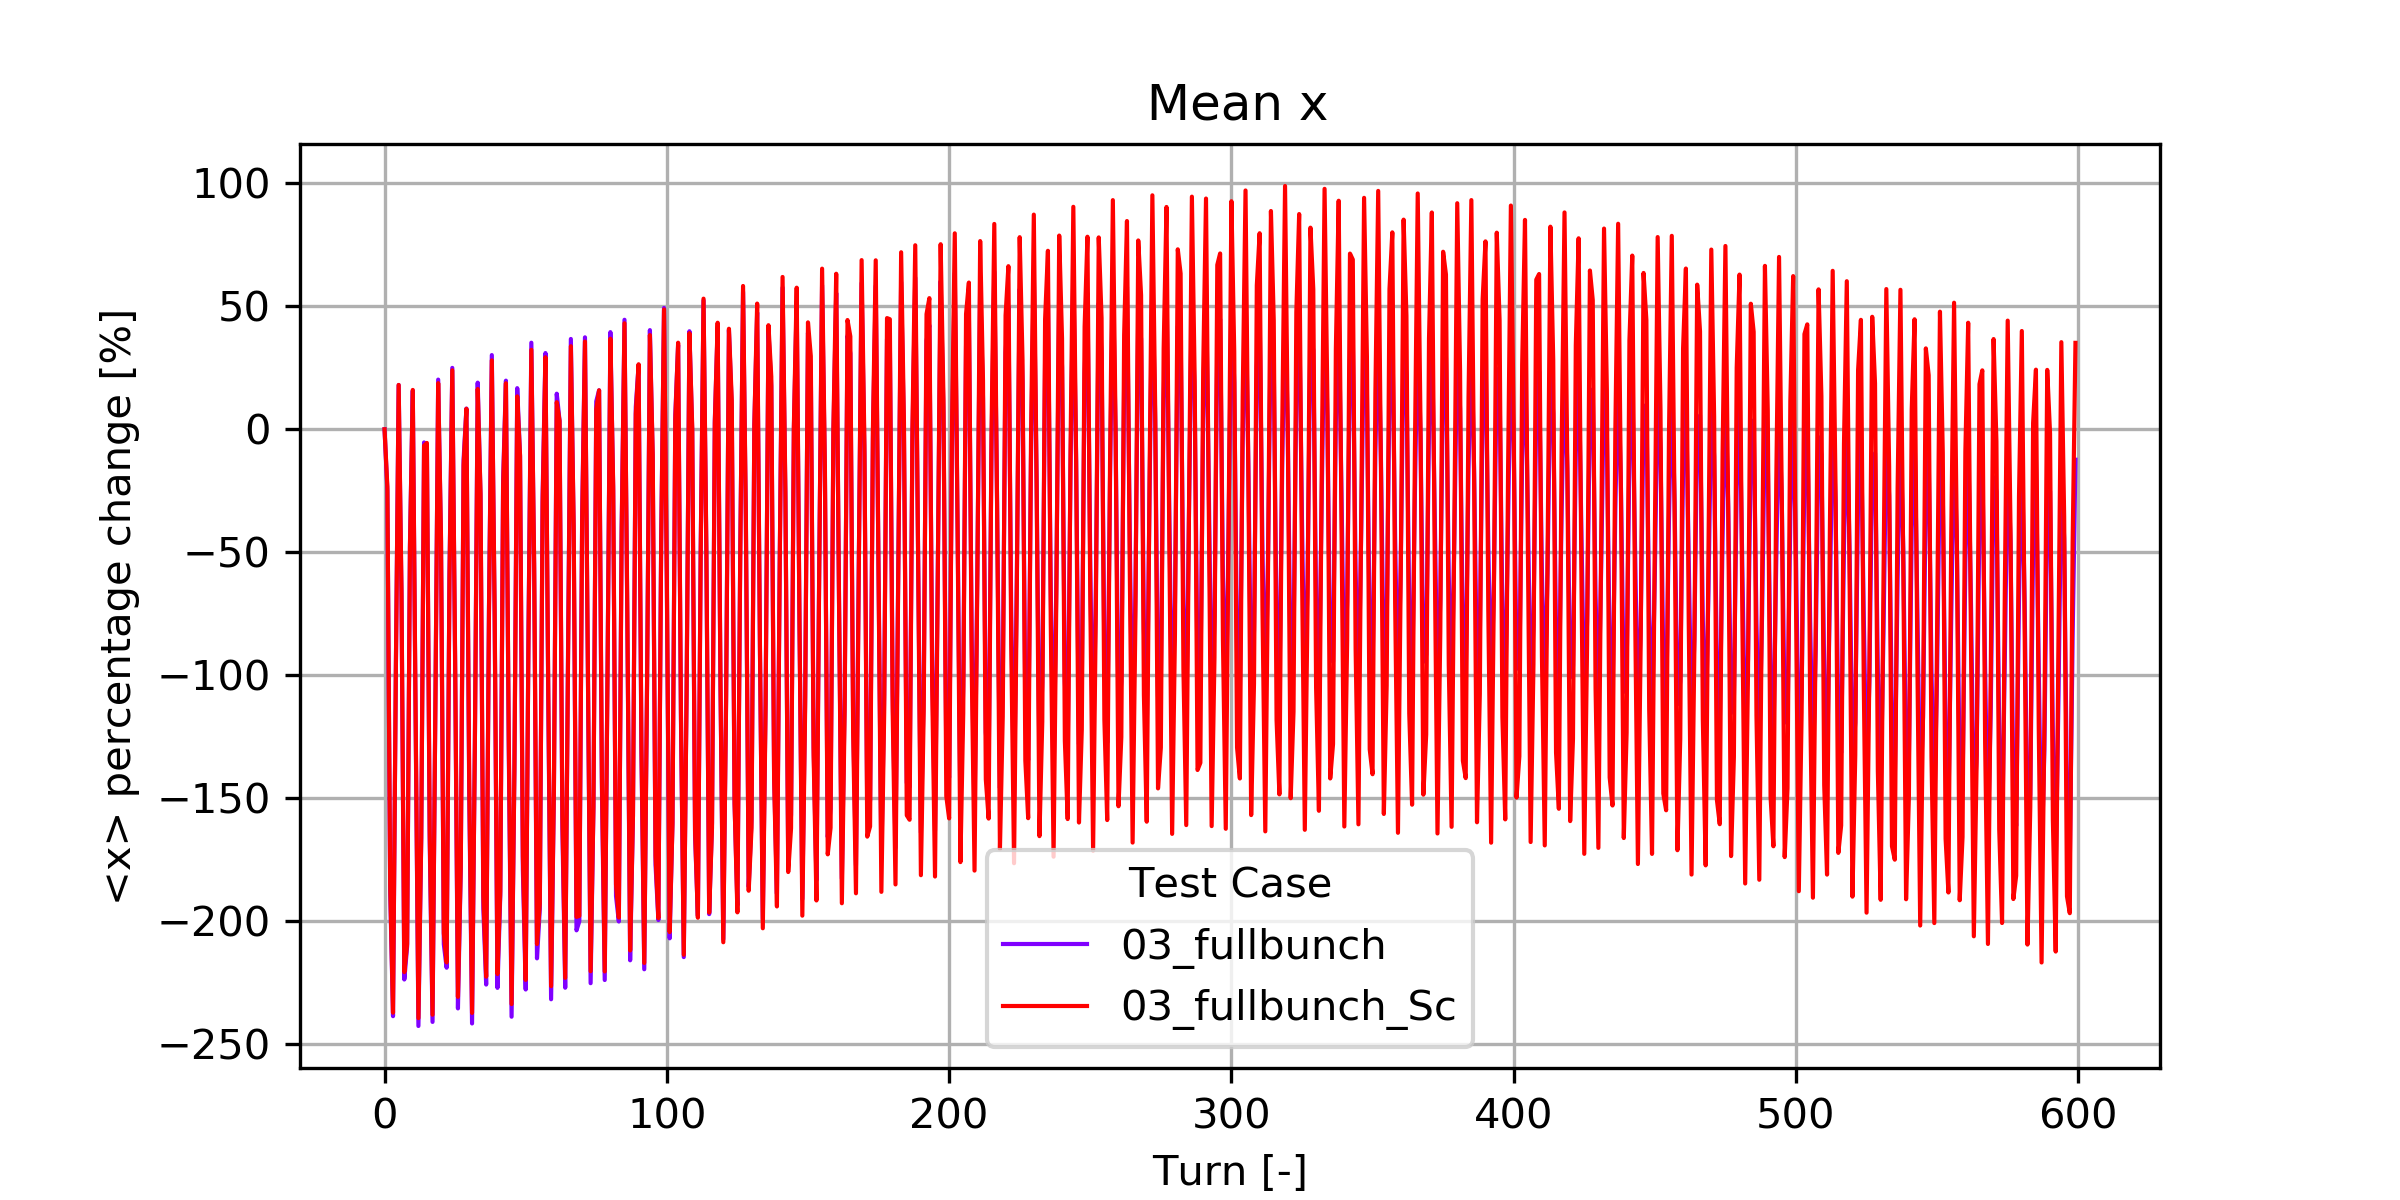 Mean x
<x> percentage change [%]
100
50
0
−50
−100
−150
−200
−250
Test Case
03_fullbunch
03_fullbunch_Sc
0
100
200
300
400
500
600
Turn [-]